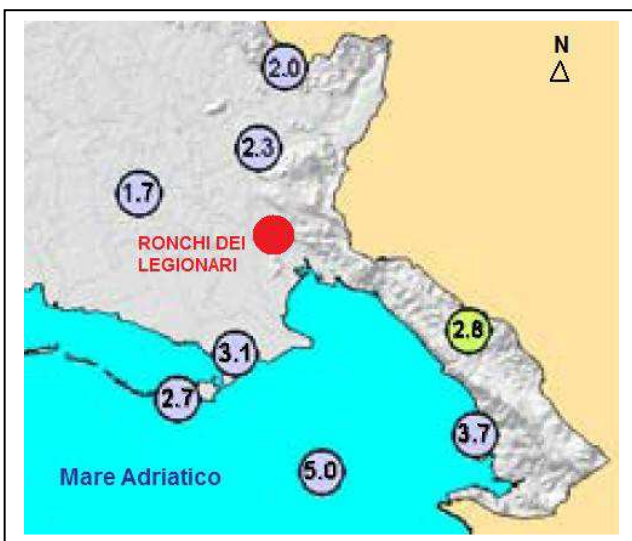 N
2.0
2.3
1.7
RONCHI DEI
LEGIONARI
2.8
3.1
2.7
3.7
5.0
Mare Adriatico